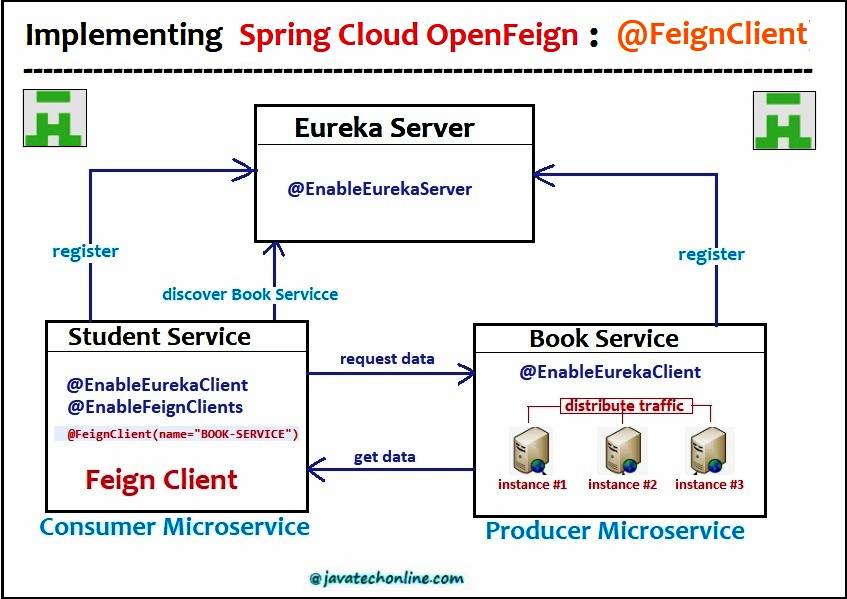 Implementing Spring Cloud OpenFeign : @FeignClient
Eureka Server
@EnableEurekaServer
register
register
discover Book Servicce
Student Service
@EnableEurekaClient
@EnableFeignClients
@FeignClient(name="BOOK-SERVICE")
Feign Client
Consumer Microservice
request data
get data
Book Service
@EnableEurekaClient
distribute traffic
instance #1
instance #2
instance #3
Producer Microservice
@javatechonline.com